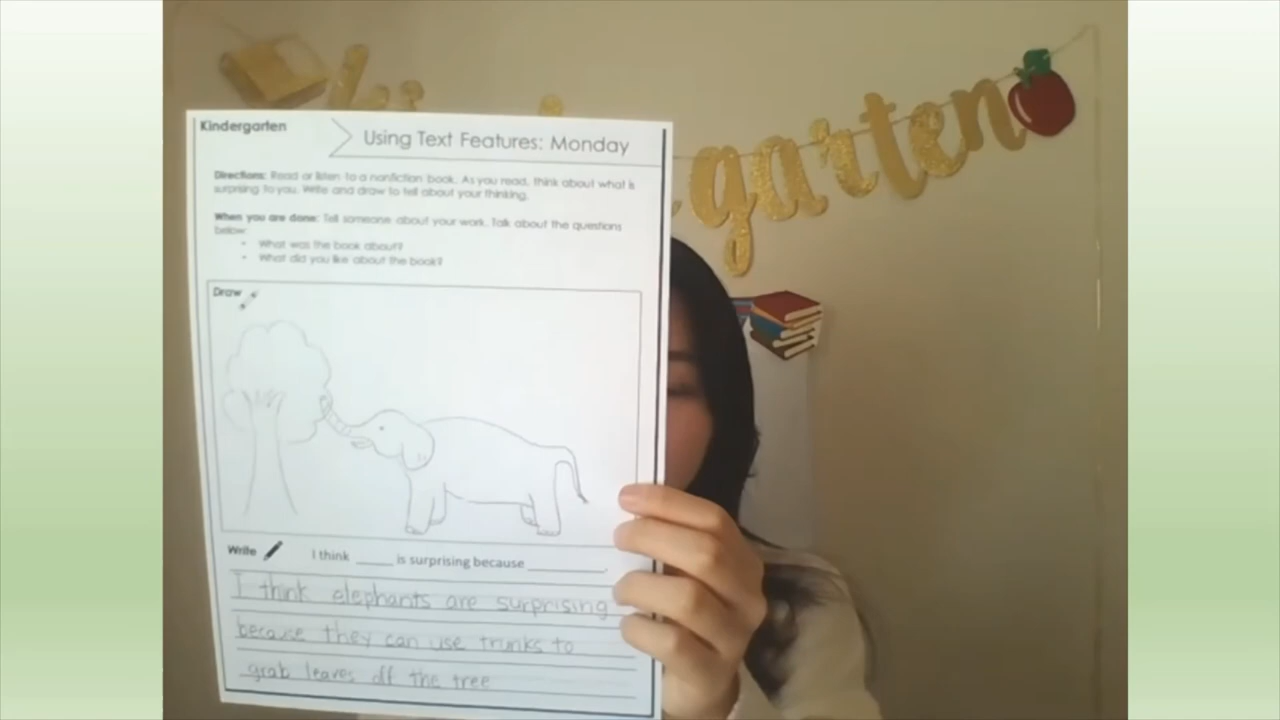 Kindergarten
Using Text Features: Monday
Directions: Read or listen to a nonfiction book. As you read, think about what is
surprising to you. Write and draw to tell about your thinking.
When you are done: Tell someone about your work. Talk about the questions
below:
• What was the book about?
• What did you like about the book?
Draw
Write I think _____ is surprising because __________.
I think elephants are surprising
because they can use trunks to
grab leaves off the tree
garten